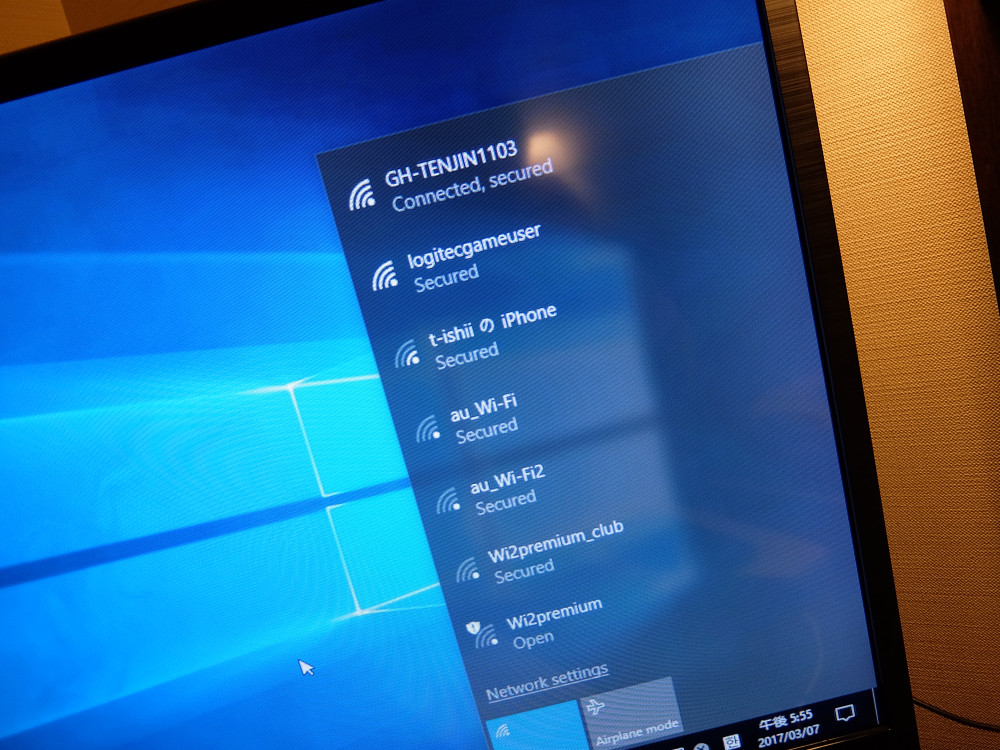 GH-TENJIN1103
Connected, secured
logitecgameuser
Secured
t-ishii の iPhone
Secured
au_Wi-Fi
Secured
au_Wi-Fi2
Secured
Wi2premium_club
Secured
Wi2premium
Open
Network settings
Airplane mode
午後 5:55
2017/03/07